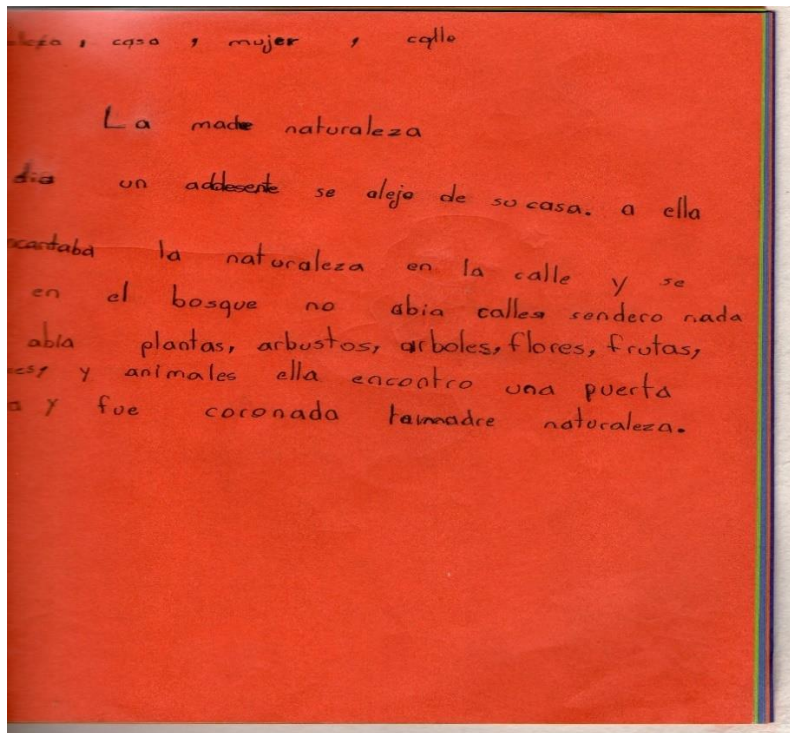 , casa, mujer, calle
La made naturaleza
dia un addesente se alejo de su casa. a ella
cantaba la naturaleza en la calle y se
en el bosque no abia calles sendero nada
abia plantas, arbustos, arboles, flores, frutas,
y animales ella encontro una puerta
a y fue coronada lamadre naturaleza.